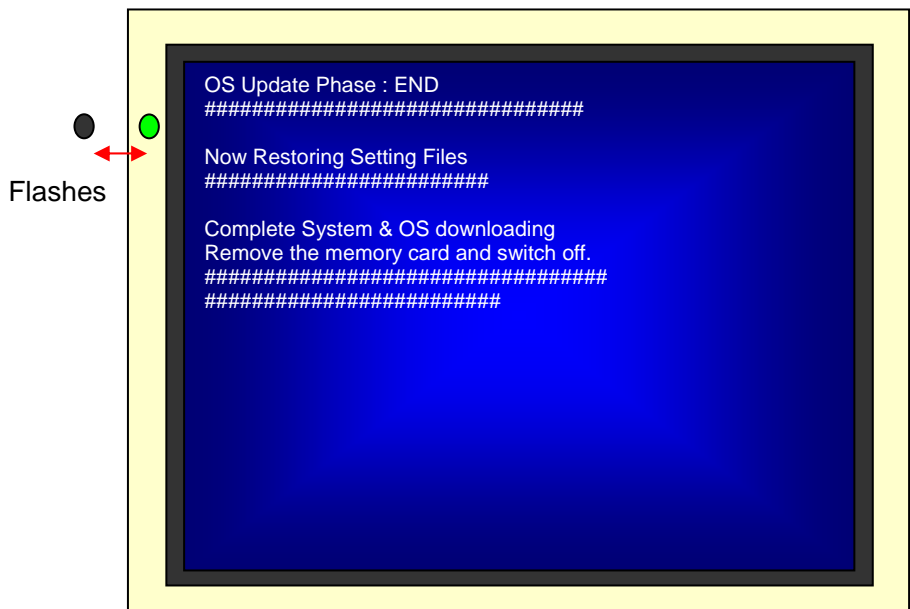 OS Update Phase : END
################################
Now Restoring Setting Files
########################
Complete System & OS downloading
Remove the memory card and switch off.
##################################
#########################
Flashes